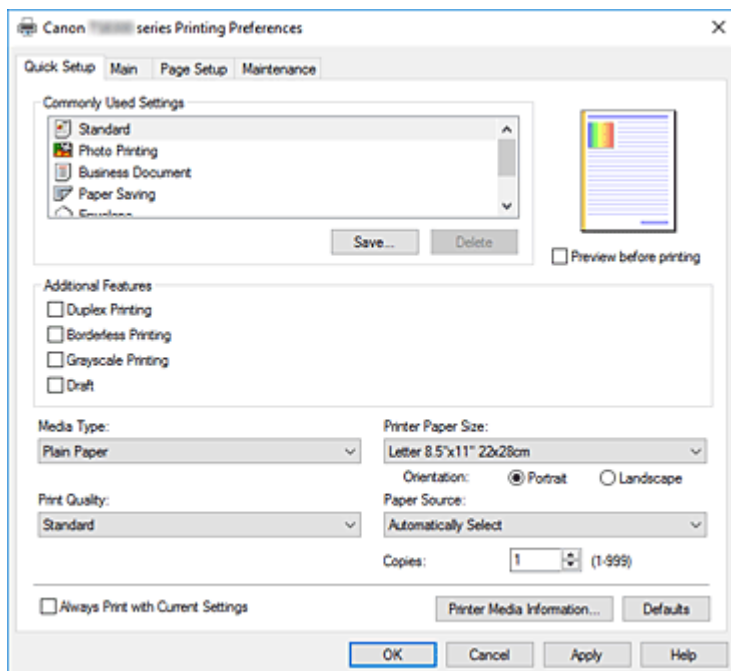 Canon series Printing Preferences
Quick Setup Main Page Setup Maintenance
Commonly Used Settings
Standard
Photo Printing
Business Document
Paper Saving
Envelope
Save... Delete
Preview before printing
Additional Features
Duplex Printing
Borderless Printing
Grayscale Printing
Draft
Media Type: Printer Paper Size:
Plain Paper Letter 8.5"x11" 22x28cm
Orientation: Portrait Landscape
Print Quality: Paper Source:
Standard Automatically Select
Copies: 1 (1-999)
Always Print with Current Settings Printer Media Information... Defaults
OK Cancel Apply Help